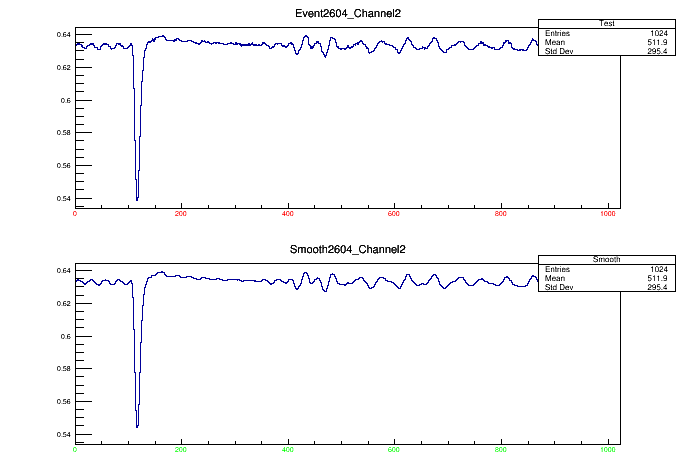 Event2604_Channel2
Test
Entries 1024
Mean 511.9
Std Dev 295.4
0.64
0.62
0.6
0.58
0.56
0.54
0 200 400 600 800 1000
Smooth2604_Channel2
Smooth
Entries 1024
Mean 511.9
Std Dev 295.4
0.64
0.62
0.6
0.58
0.56
0.54
0 200 400 600 800 1000